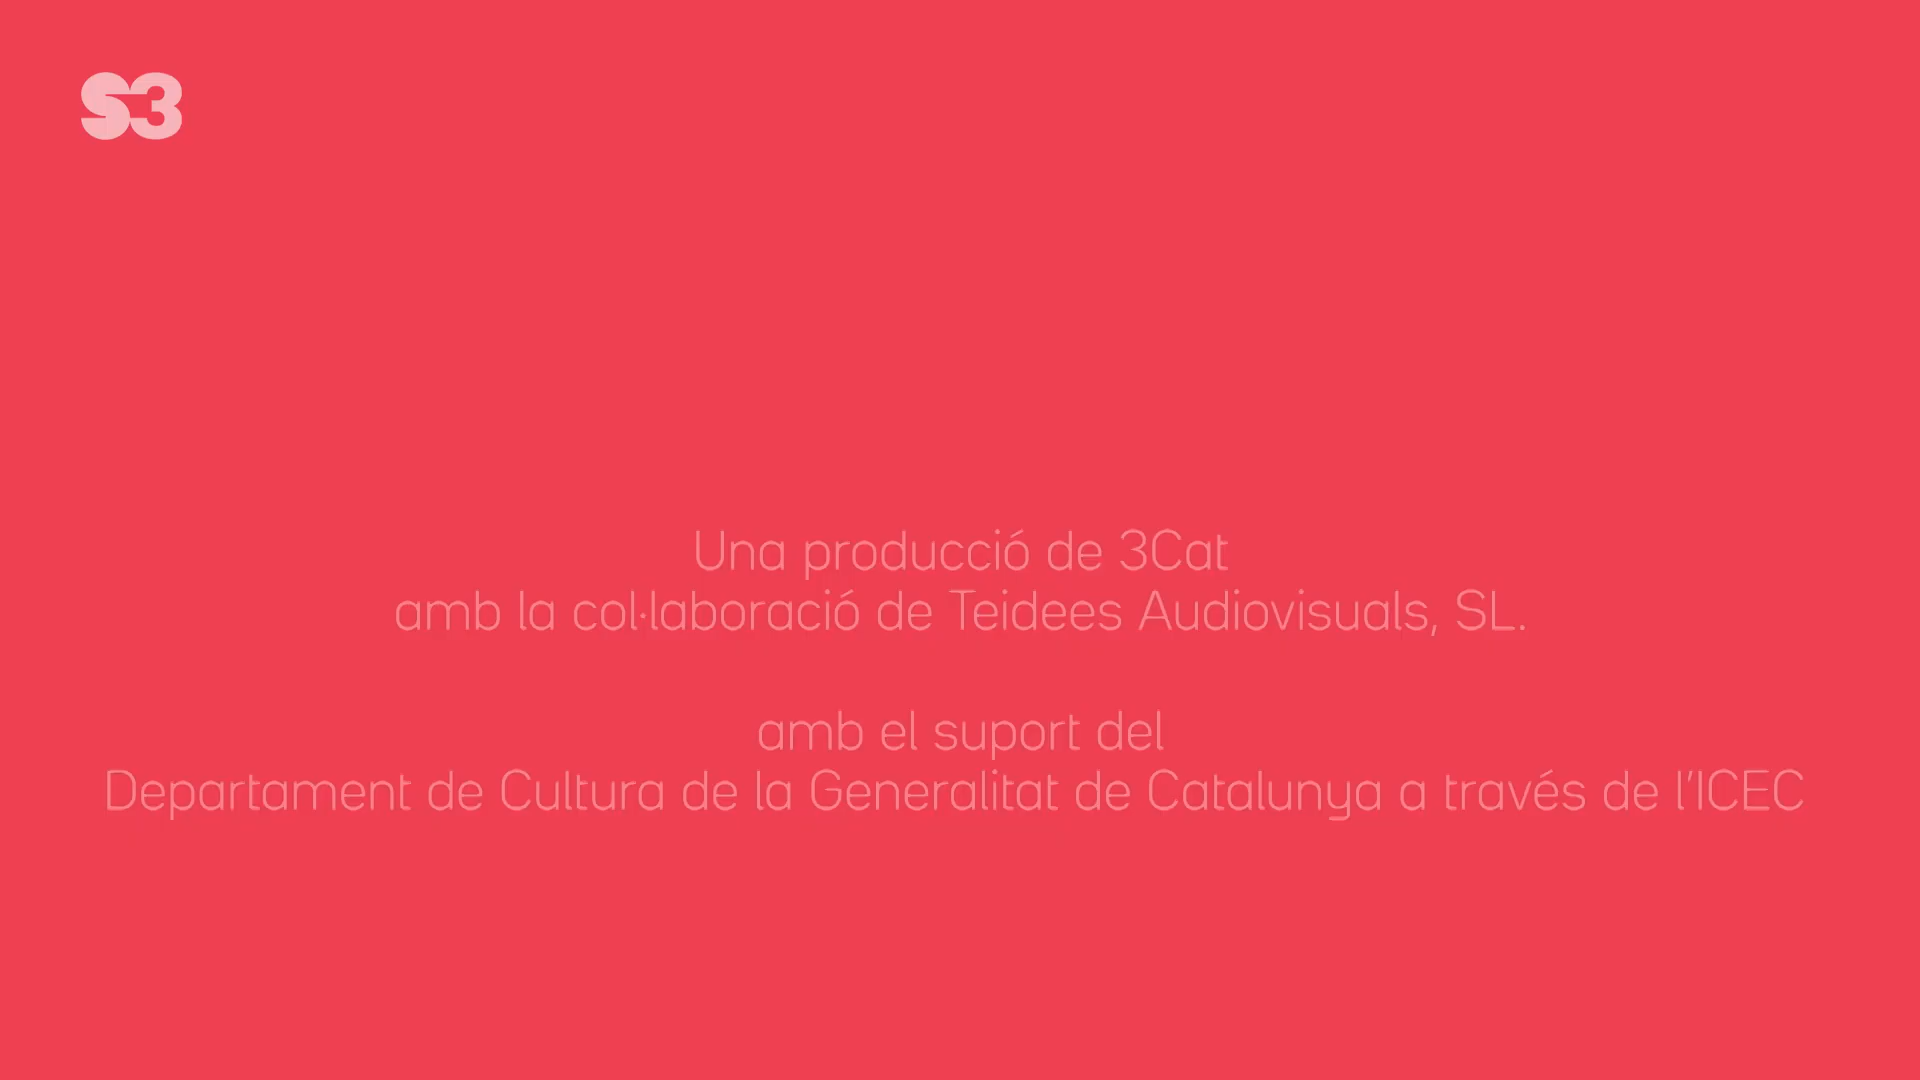 S3
Una producció de 3Cat
amb la col·laboració de Teidees Audiovisuals, SL.
amb el suport del
Departament de Cultura de la Generalitat de Catalunya a través de l'ICEC